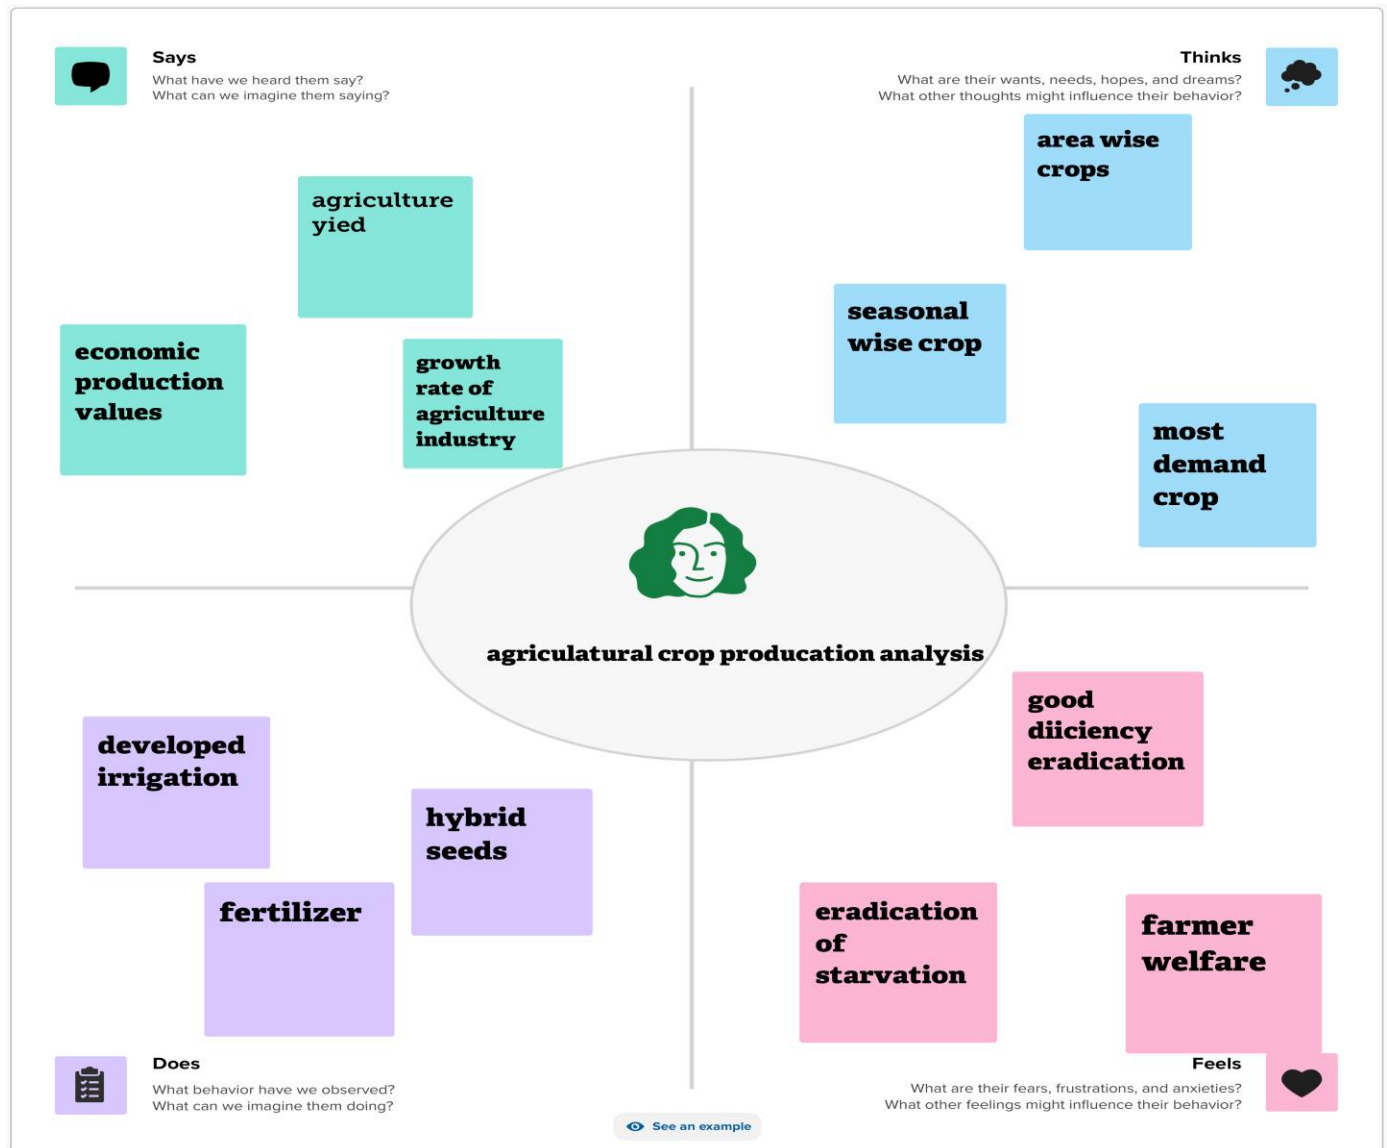 Says
What have we heard them say?
What can we imagine them saying?
Thinks
What are their wants, needs, hopes, and dreams?
What other thoughts might influence their behavior?
agriculture
yied
economic
production
values
growth
rate of
agriculture
industry
area wise
crops
seasonal
wise crop
most
demand
crop
agriculatural crop producation analysis
developed
irrigation
hybrid
seeds
fertilizer
good
diiciency
eradication
eradication
of
starvation
farmer
welfare
Does
What behavior have we observed?
What can we imagine them doing?
Feels
What are their fears, frustrations, and anxieties?
What other feelings might influence their behavior?
See an example